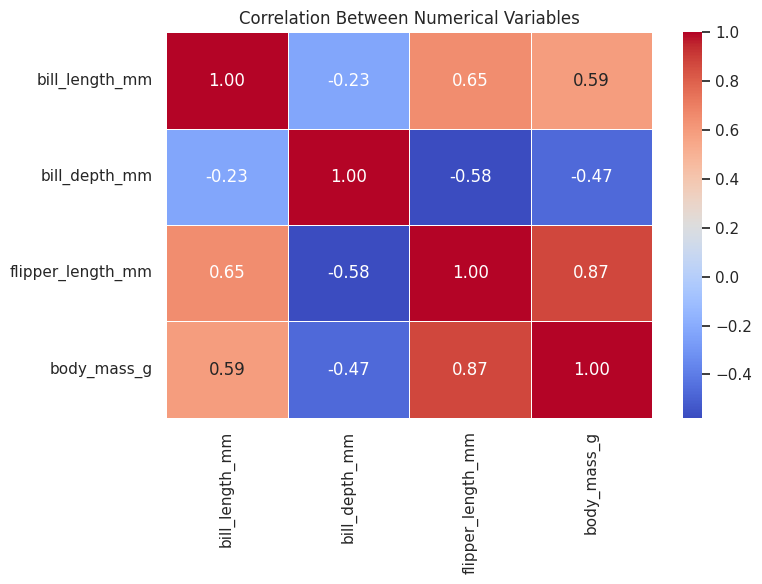 Correlation Between Numerical Variables
bill_length_mm 1.00 -0.23 0.65 0.59
bill_depth_mm -0.23 1.00 -0.58 -0.47
flipper_length_mm 0.65 -0.58 1.00 0.87
body_mass_g 0.59 -0.47 0.87 1.00
bill_length_mm
bill_depth_mm
flipper_length_mm
body_mass_g
1.0
0.8
0.6
0.4
0.2
0.0
−0.2
−0.4